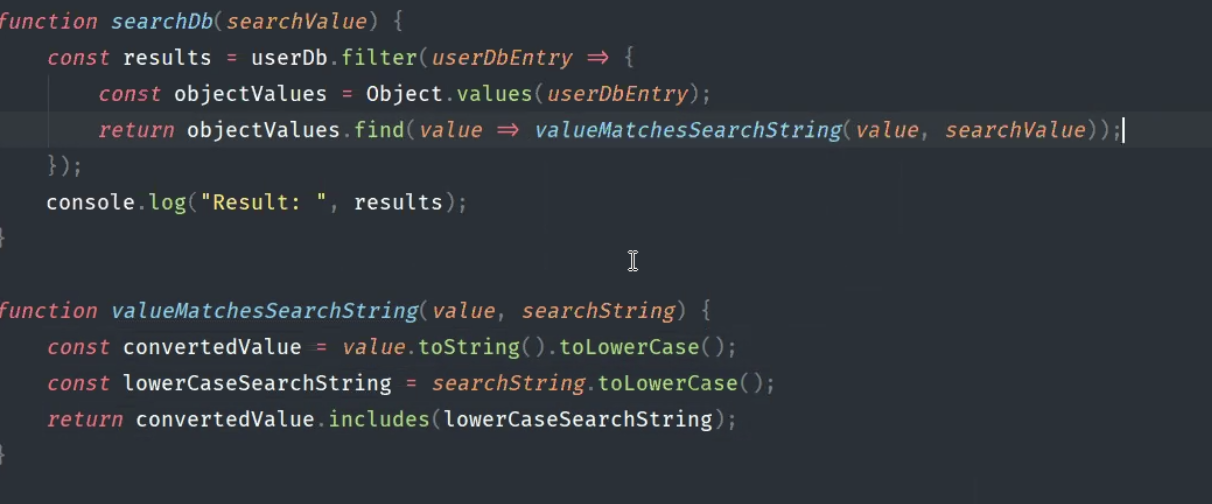 function searchDb(searchValue) {
    const results = userDb.filter(userDbEntry => {
        const objectValues = Object.values(userDbEntry);
        return objectValues.find(value => valueMatchesSearchString(value, searchValue));
    });
    console.log("Result: ", results);
}
function valueMatchesSearchString(value, searchString) {
    const convertedValue = value.toString().toLowerCase();
    const lowerCaseSearchString = searchString.toLowerCase();
    return convertedValue.includes(lowerCaseSearchString);
}